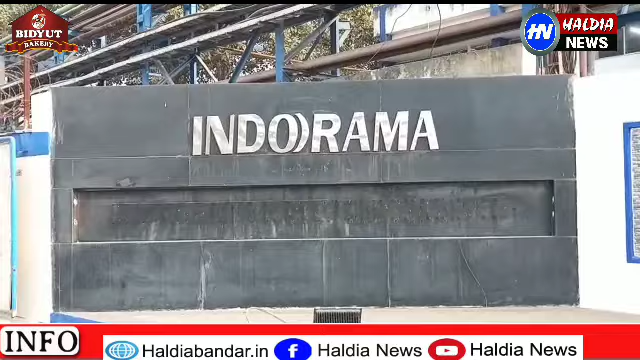 BIDYUT
BAKERY
HN HALDIA
NEWS
INDORAMA
INFO
Haldiabandar.in
Haldia News
Haldia News